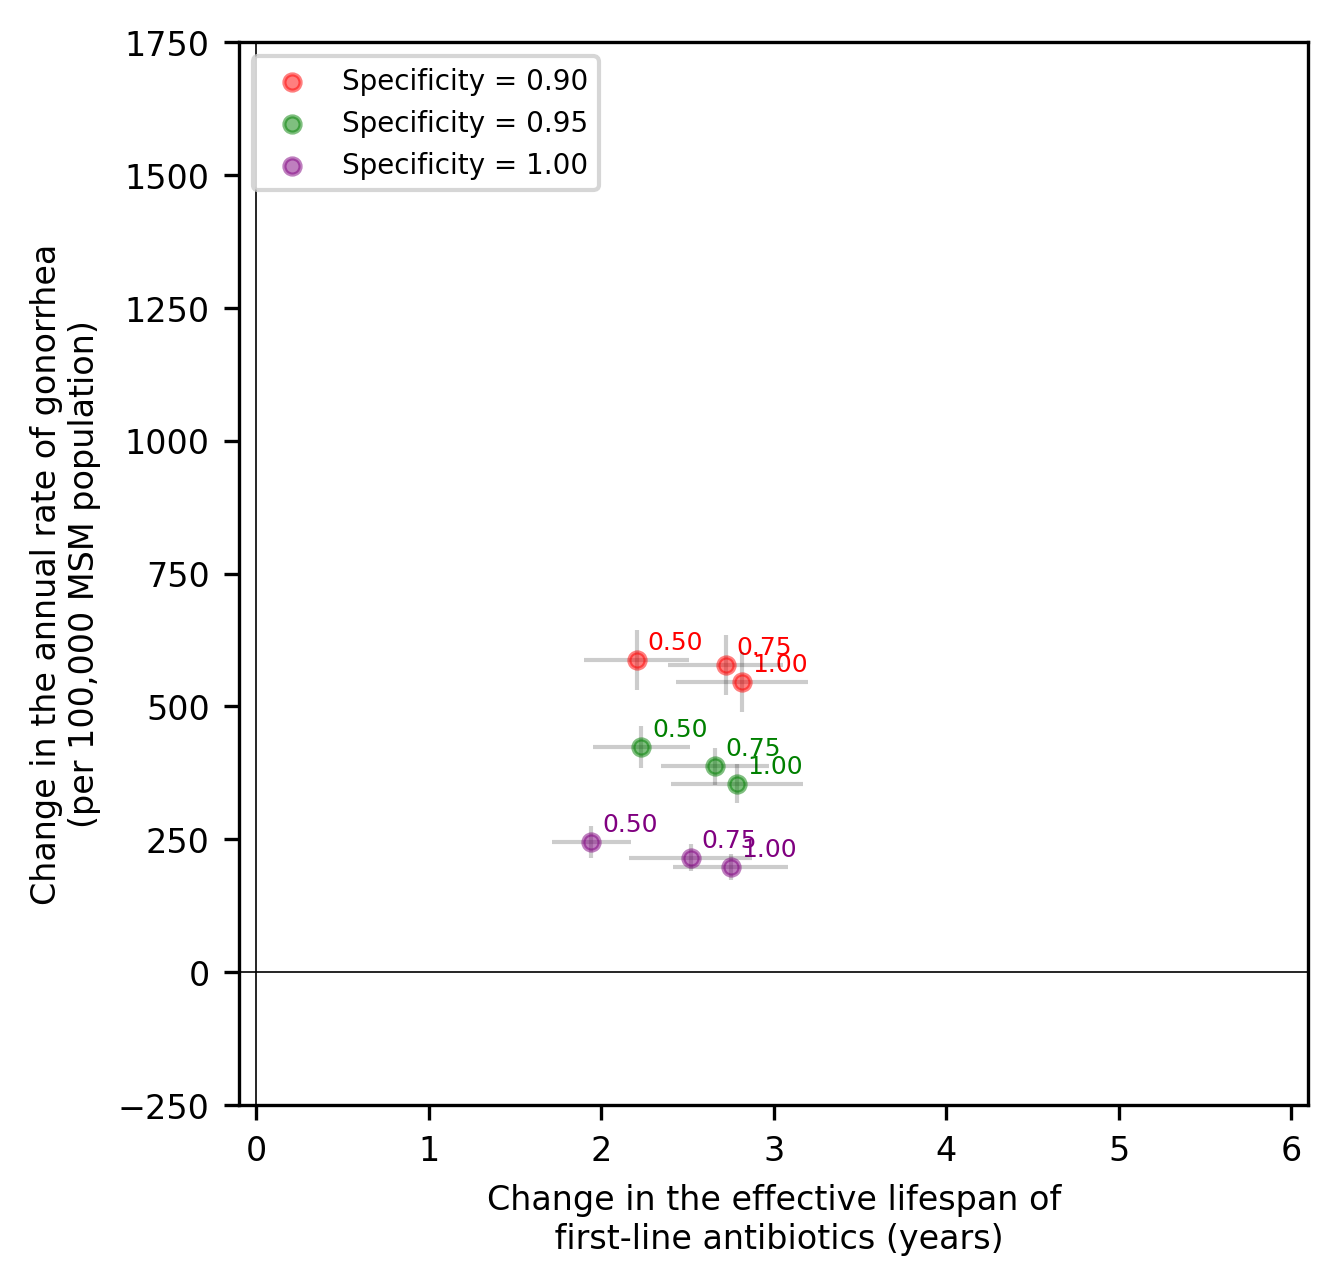 1750
1500
1250
1000
750
500
250
0
−250
Change in the annual rate of gonorrhea
(per 100,000 MSM population)
Specificity = 0.90
Specificity = 0.95
Specificity = 1.00
0.50
0.75
1.00
0.50
0.75
1.00
0.50
0.75
1.00
0 1 2 3 4 5 6
Change in the effective lifespan of
first-line antibiotics (years)